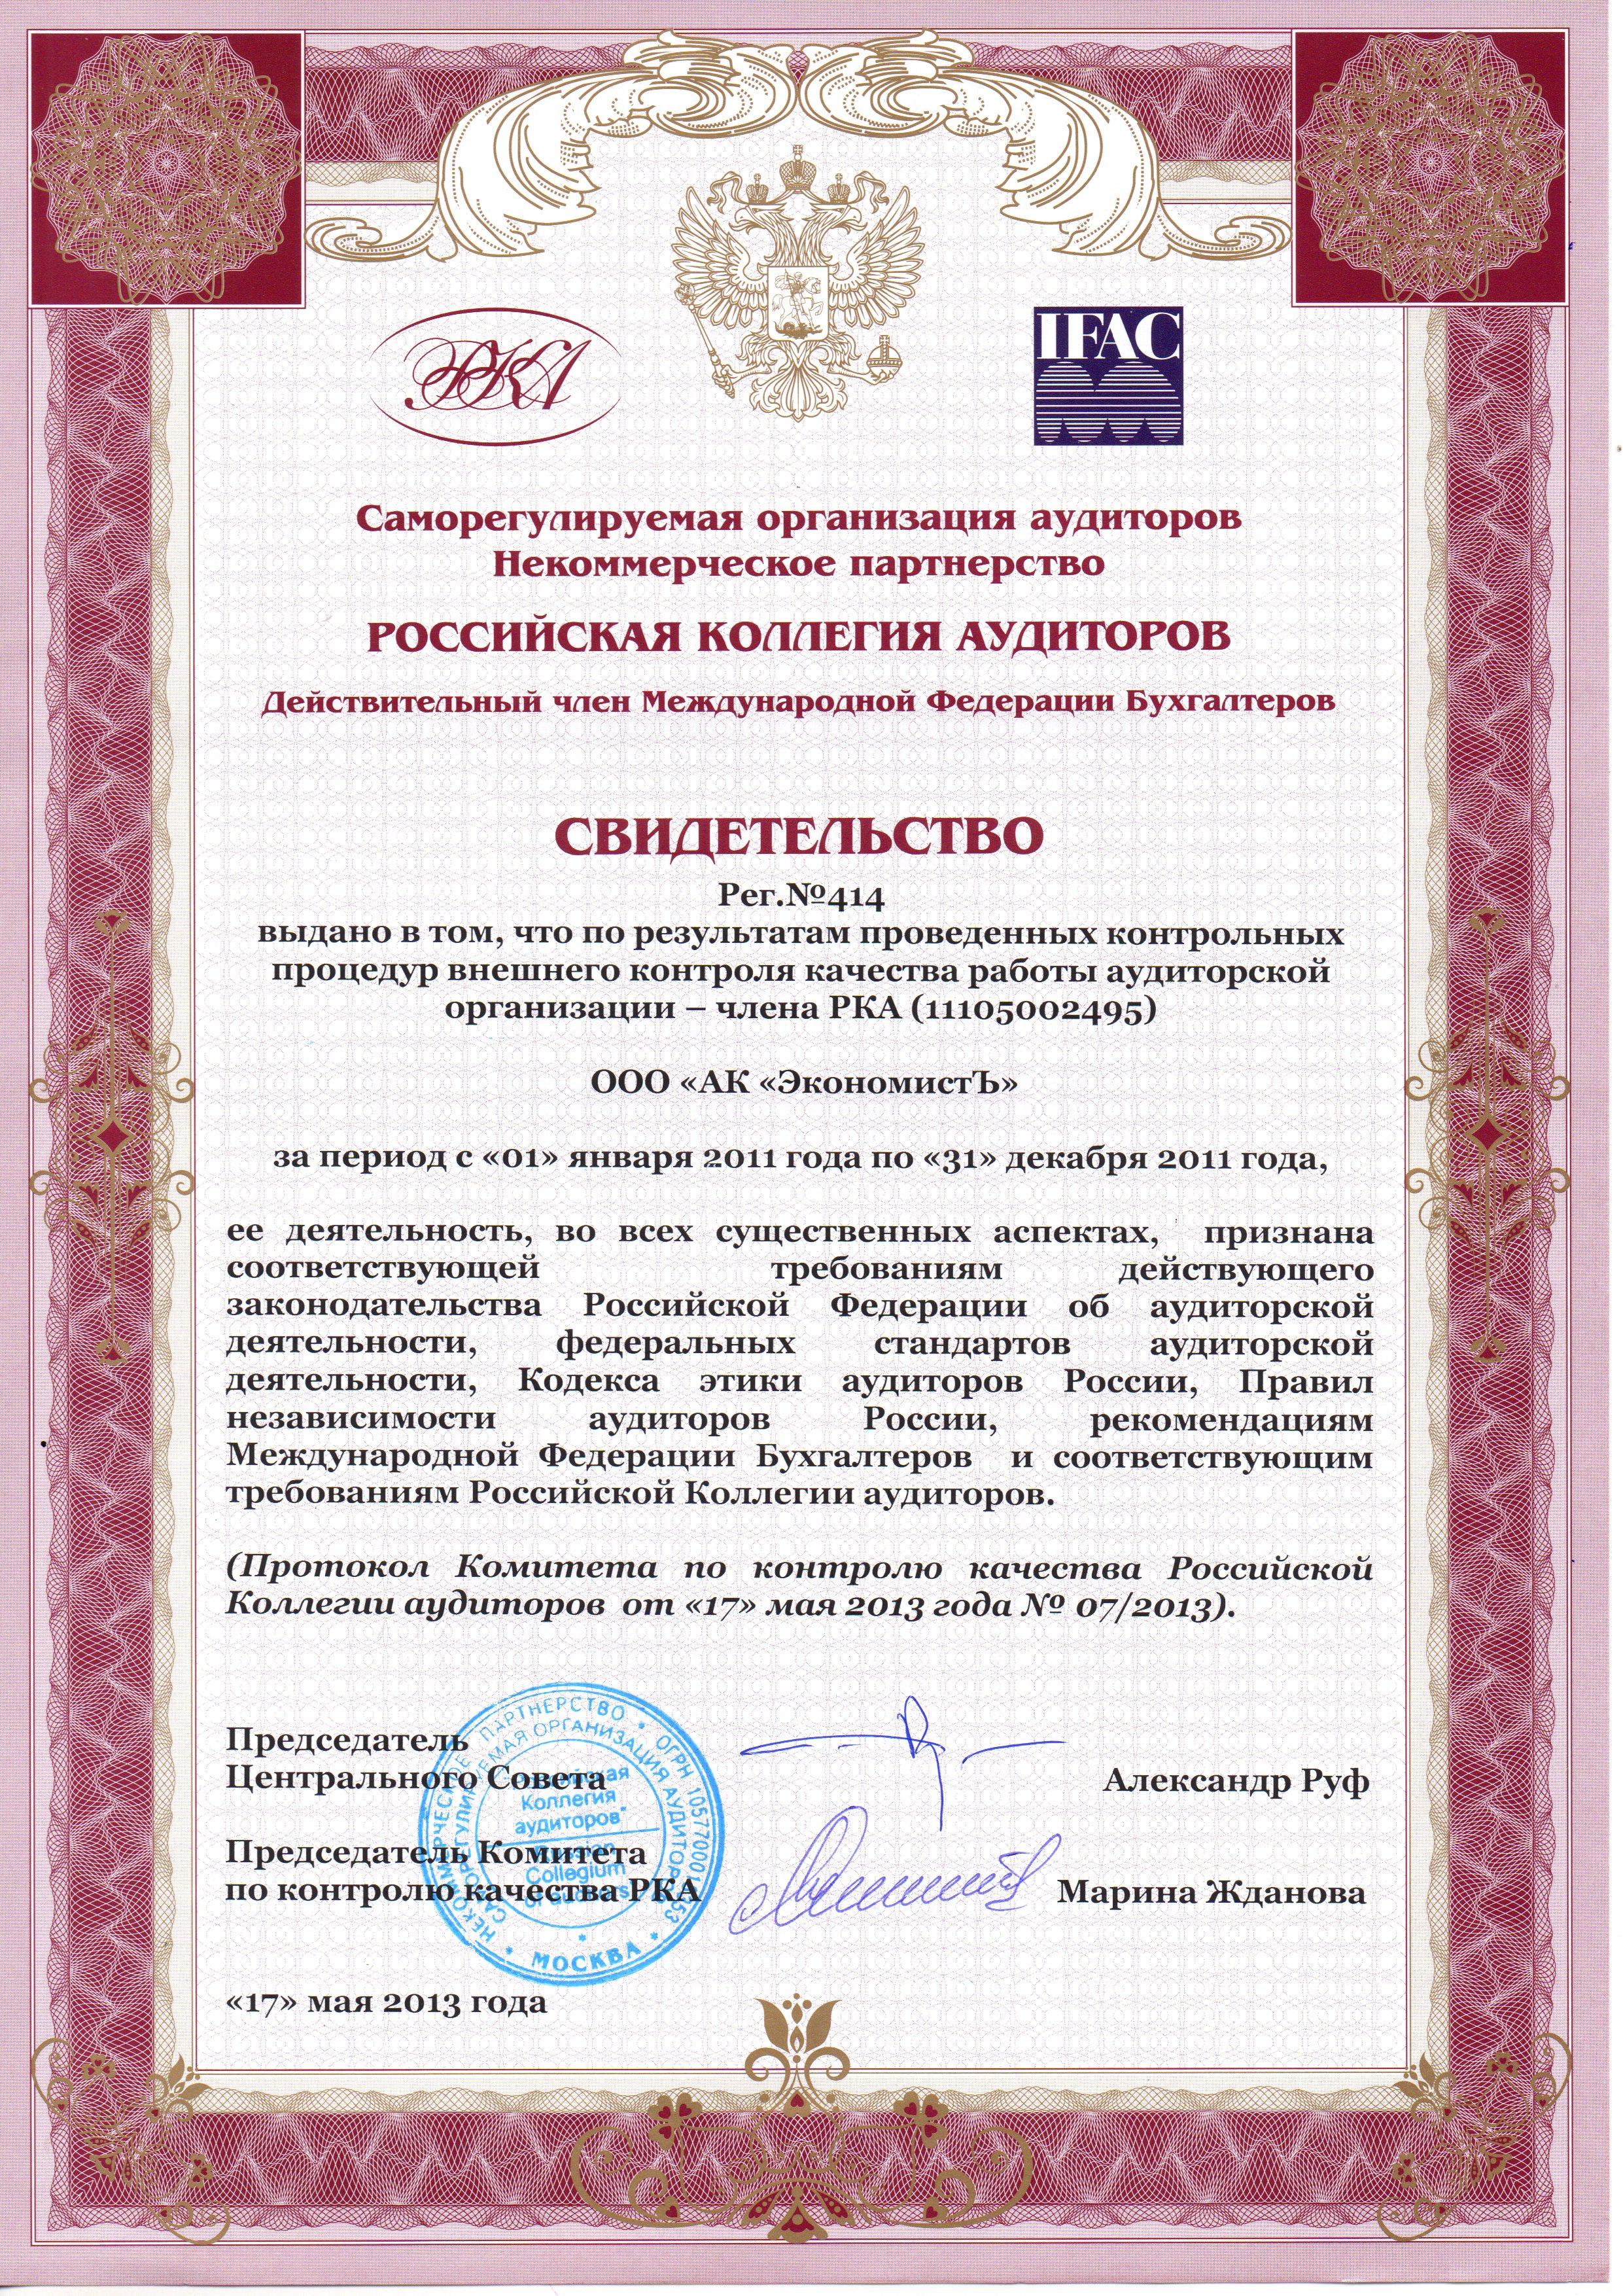 РКА
IFAC
Саморегулируемая организация аудиторов
Некоммерческое партнерство
РОССИЙСКАЯ КОЛЛЕГИЯ АУДИТОРОВ
Действительный член Международной Федерации Бухгалтеров
СВИДЕТЕЛЬСТВО
Рег.№414
выдано в том, что по результатам проведенных контрольных
процедур внешнего контроля качества работы аудиторской
организации – члена РКА (11105002495)
ООО «АК «ЭкономистЪ»
за период с «01» января 2011 года по «31» декабря 2011 года,
ее деятельность, во всех существенных аспектах, признана
соответствующей требованиям действующего
законодательства Российской Федерации об аудиторской
деятельности, федеральных стандартов аудиторской
деятельности, Кодекса этики аудиторов России, Правил
независимости аудиторов России, рекомендациям
Международной Федерации Бухгалтеров и соответствующим
требованиям Российской Коллегии аудиторов.
(Протокол Комитета по контролю качества Российской
Коллегии аудиторов от «17» мая 2013 года № 07/2013).
Председатель
Центрального Совета
Александр Руф
Председатель Комитета
по контролю качества РКА
Марина Жданова
НЕКОММЕРЧЕСКОЕ ПАРТНЕРСТВО * ОГРН
САМОРЕГУЛИРУЕМАЯ ОРГАНИЗАЦИЯ АУДИТОРОВ
Коллегия
аудиторов"
Russian
Collegium
of auditors
* МОСКВА *
«17» мая 2013 года